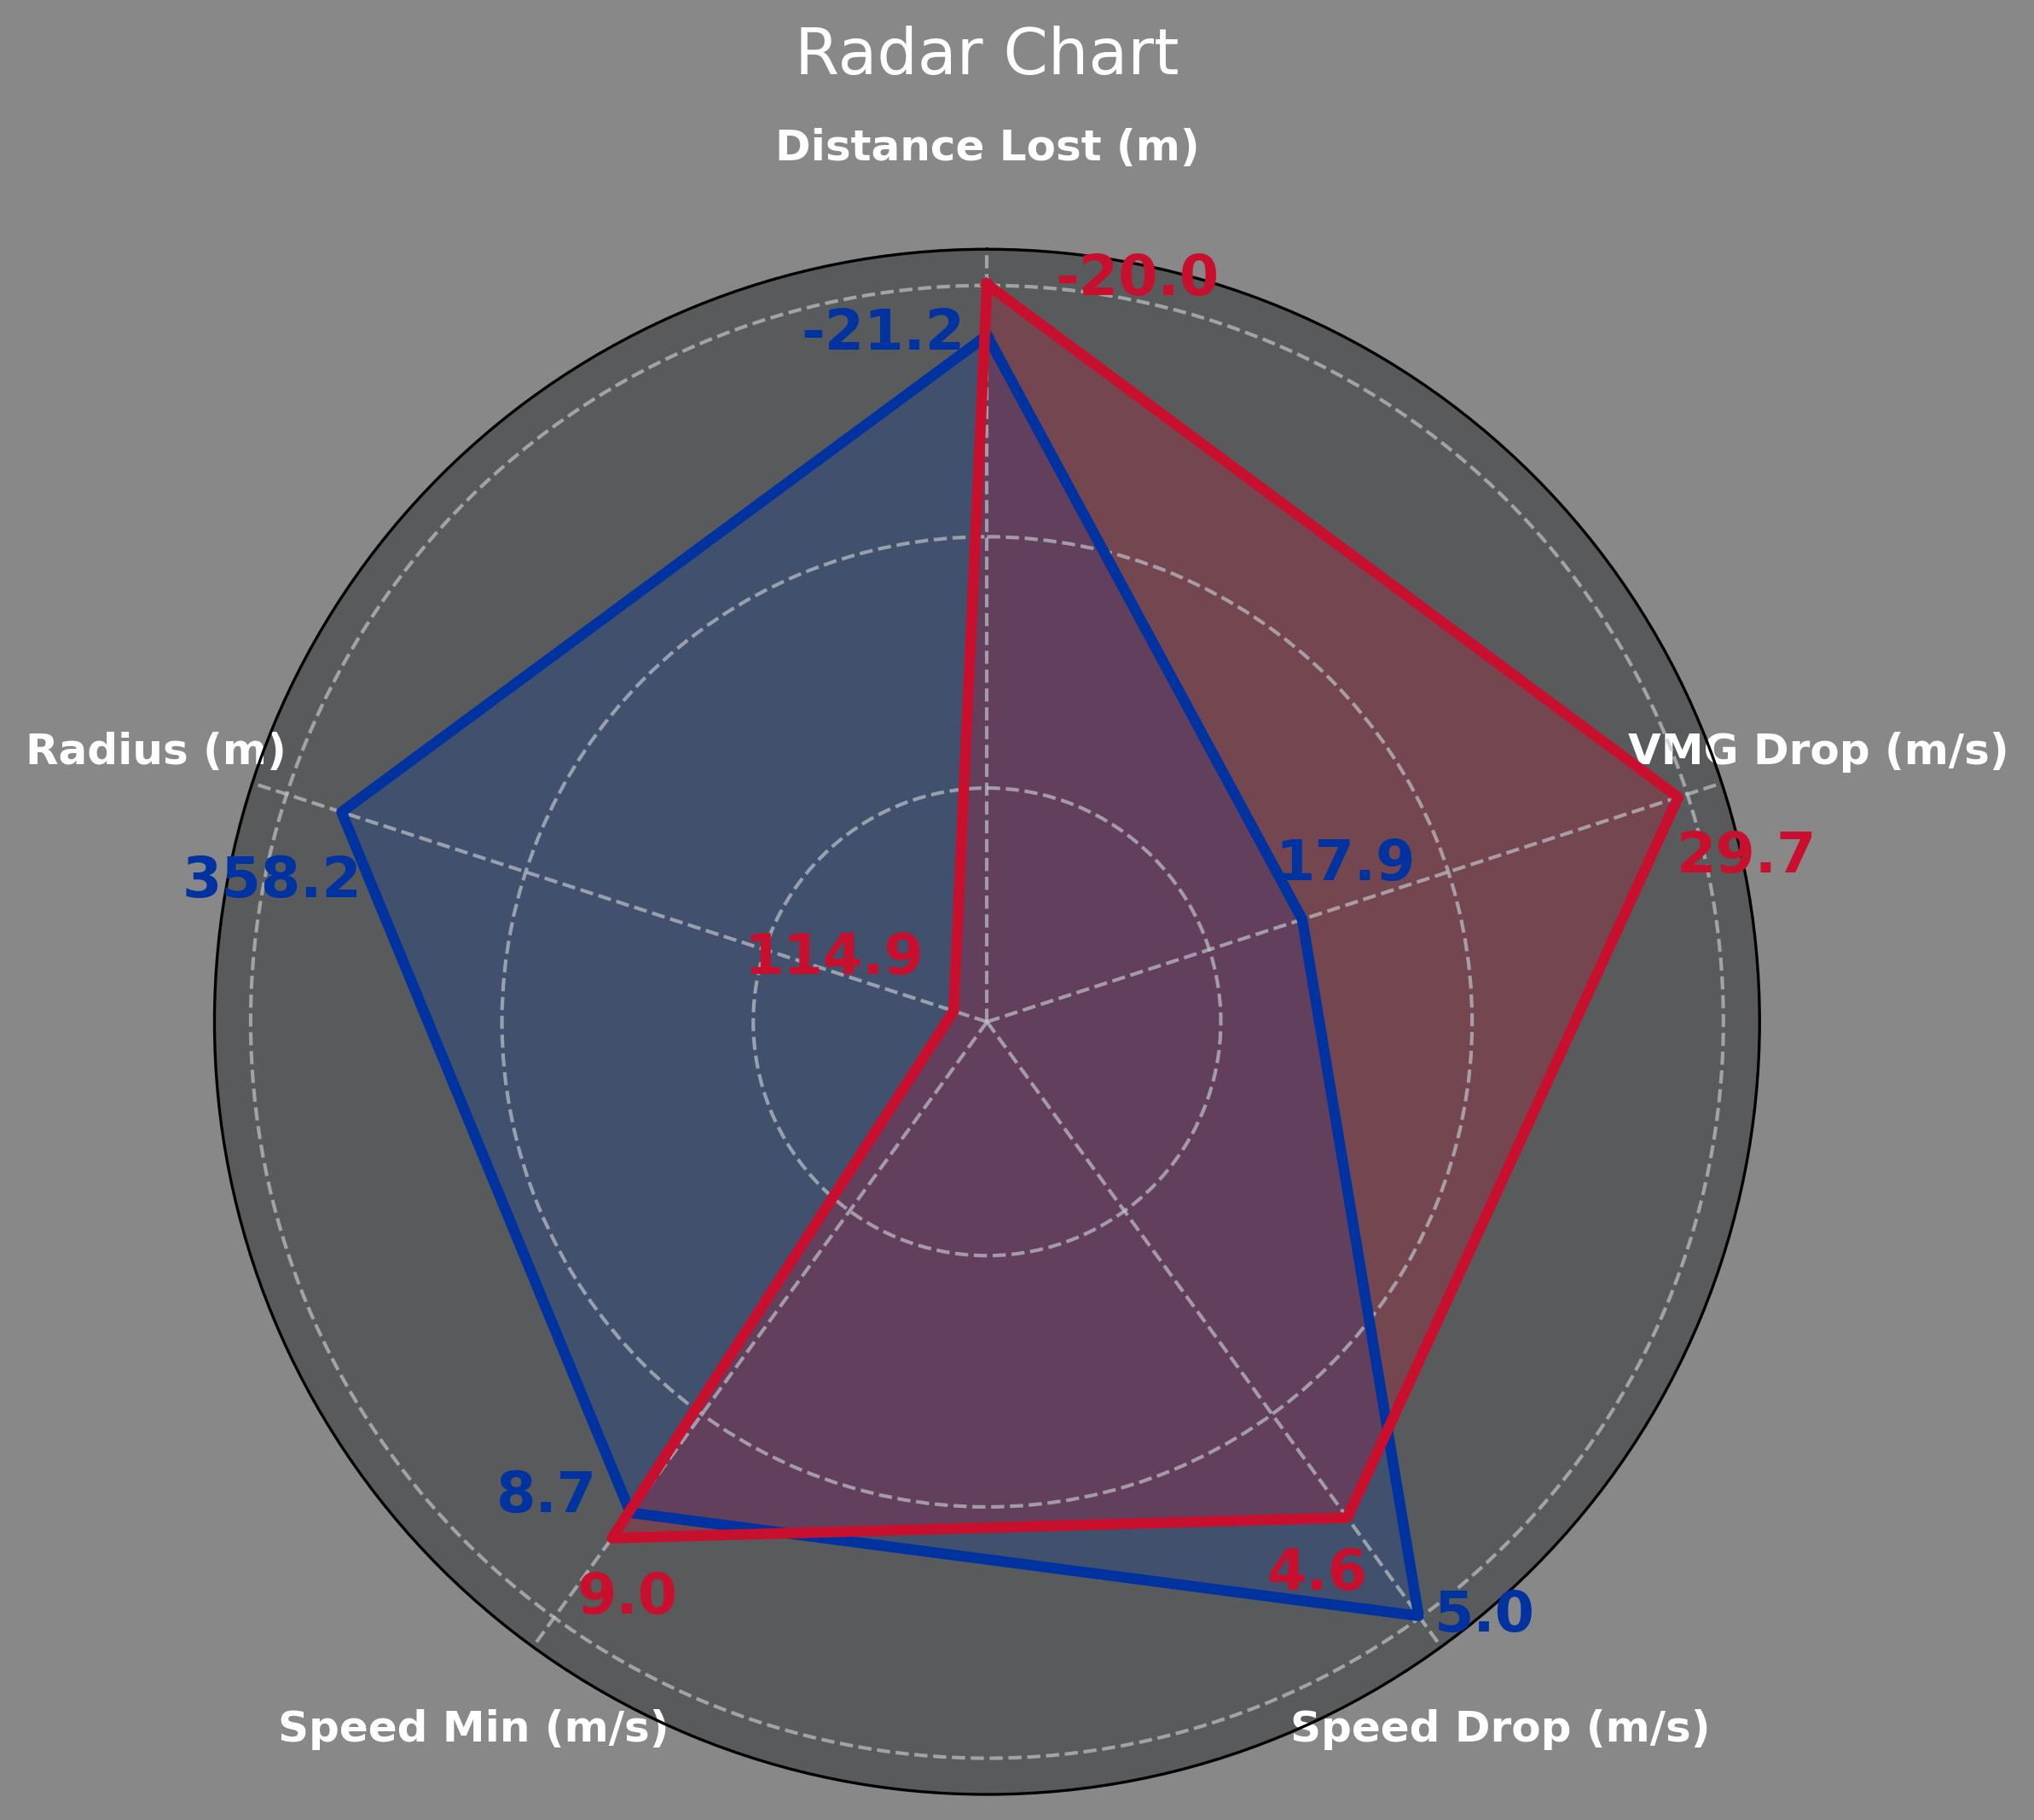 Radar Chart
Distance Lost (m)
-20.0
-21.2
Radius (m)
VMG Drop (m/s)
17.9
29.7
358.2
114.9
8.7
4.6
9.0
5.0
Speed Min (m/s)
Speed Drop (m/s)